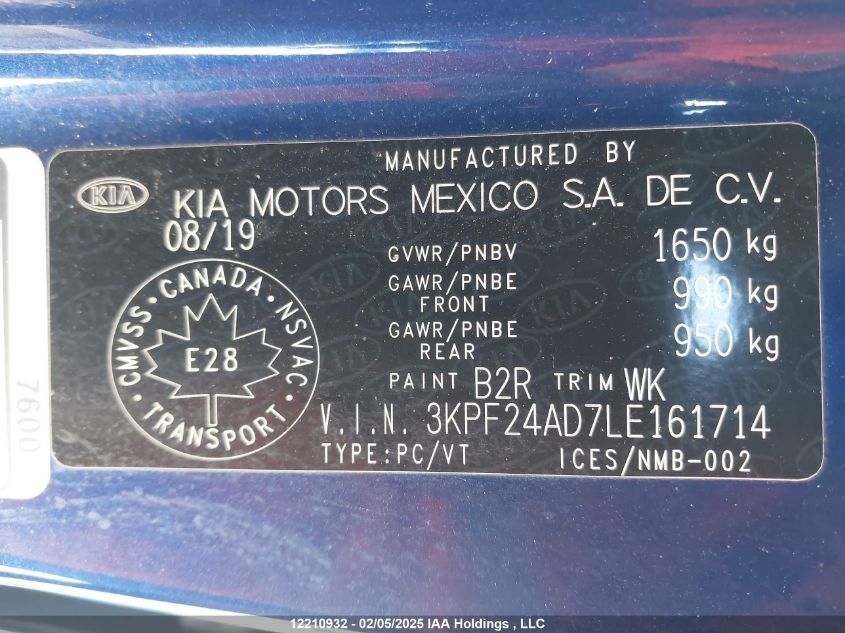 MANUFACTURED BY
KIA
KIA MOTORS MEXICO S.A. DE C.V.
08/19
GVWR/PNBV 1650 kg
GAWR/PNBE FRONT 990 kg
GAWR/PNBE REAR 950 kg
CANADA
CMVSS • NSVAC
E28
TRANSPORT
PAINT B2R TRIM WK
V.I.N. 3KPF24AD7LE161714
TYPE:PC/VT ICES/NMB-002
7600
12210932 - 02/05/2025 IAA Holdings , LLC